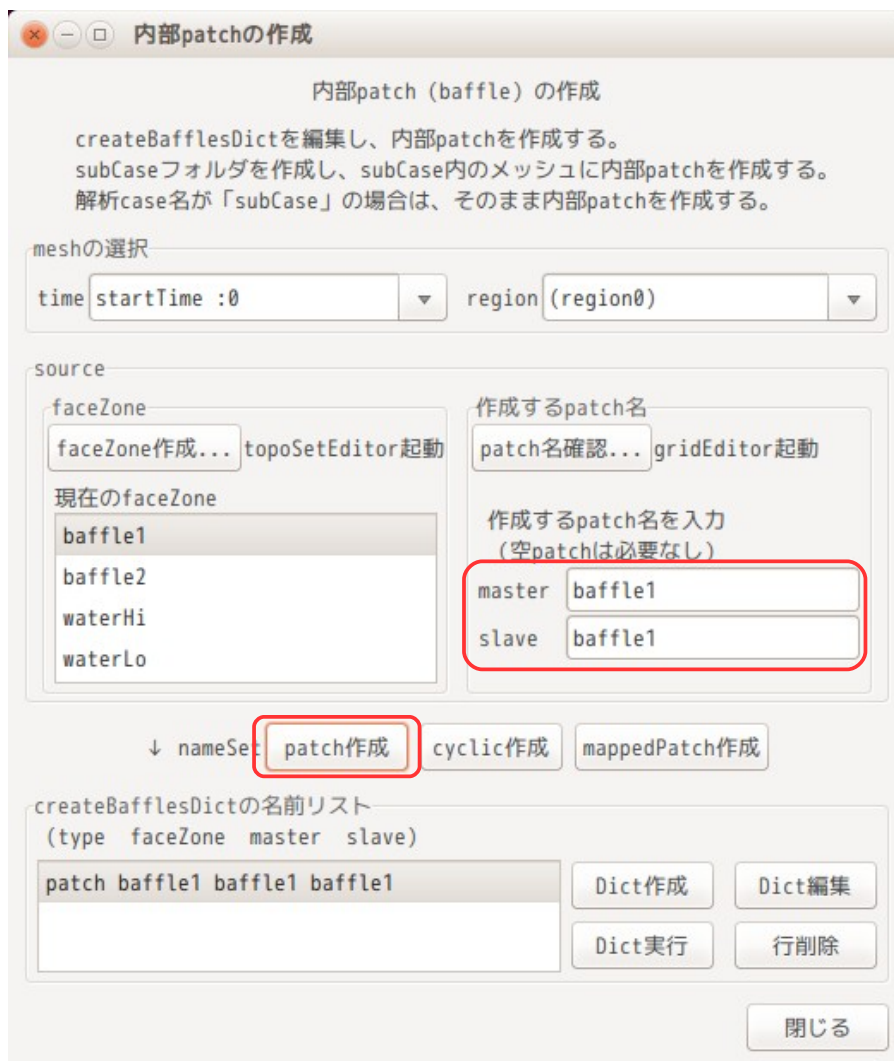 内部patchの作成
内部patch (baffle) の作成
createBafflesDictを編集し、内部patchを作成する。
subCaseフォルダを作成し、subCase内のメッシュに内部patchを作成する。
解析case名が「subCase」の場合は、そのまま内部patchを作成する。
meshの選択
time startTime :0 region (region0)
source
faceZone
faceZone作成... topoSetEditor起動
現在のfaceZone
baffle1
baffle2
waterHi
waterLo
作成するpatch名
patch名確認... gridEditor起動
作成するpatch名を入力
(空patchは必要なし)
master baffle1
slave baffle1
↓ nameSet patch作成 cyclic作成 mappedPatch作成
createBafflesDictの名前リスト
(type faceZone master slave)
patch baffle1 baffle1 baffle1
Dict作成 Dict編集
Dict実行 行削除
閉じる